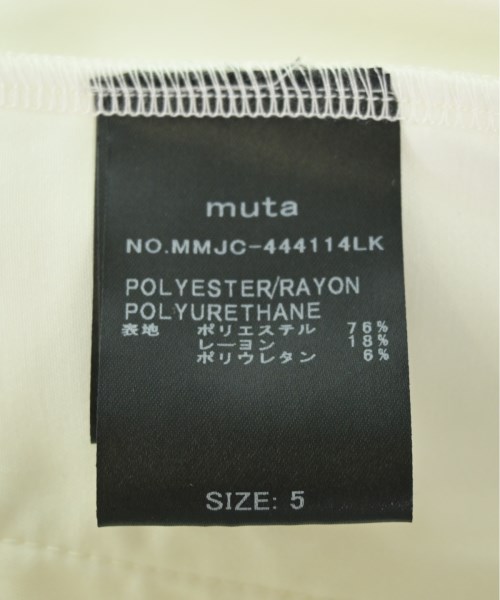 muta
NO.MMJC-444114LK
POLYESTER/RAYON
POLYURETHANE
表地 ポリエステル 76%
レーヨン 18%
ポリウレタン 6%
SIZE: 5